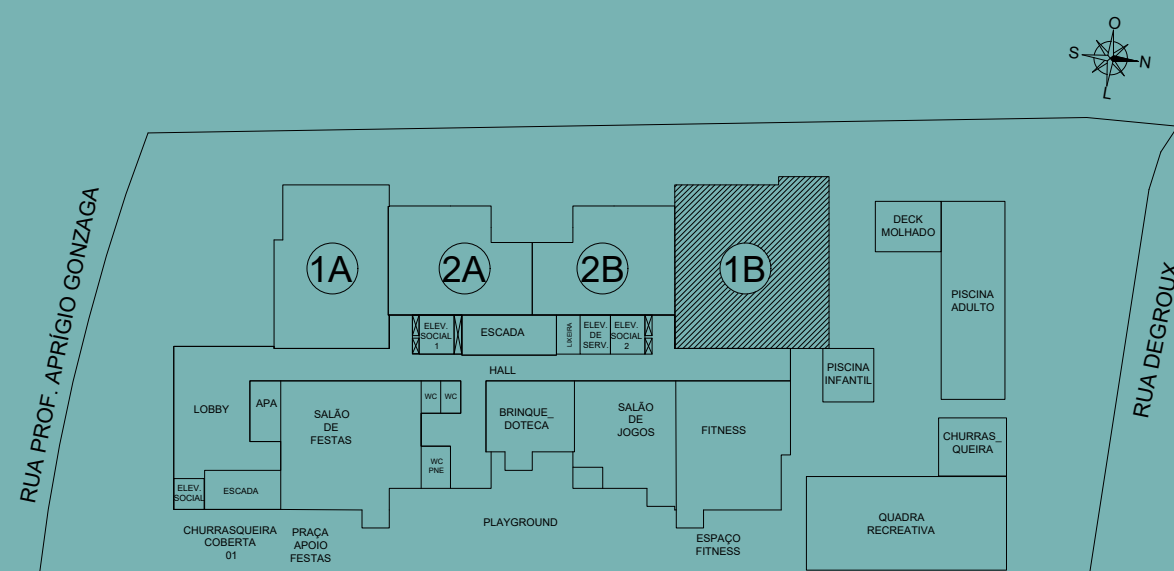 O
S
N
L
RUA PROF. APRÍGIO GONZAGA
RUA DEGROUX
1A
2A
2B
1B
DECK
MOLHADO
PISCINA
ADULTO
ELEV.
SOCIAL
1
ESCADA
LIXEIRA
ELEV.
DE
SERV.
ELEV.
SOCIAL
2
HALL
PISCINA
INFANTIL
LOBBY
APA
SALÃO
DE
FESTAS
WC
WC
WC
PNE
BRINQUE_
DOTECA
SALÃO
DE
JOGOS
FITNESS
CHURRAS_
QUEIRA
ELEV.
SOCIAL
ESCADA
CHURRASQUEIRA
COBERTA
01
PRAÇA
APOIO
FESTAS
PLAYGROUND
ESPAÇO
FITNESS
QUADRA
RECREATIVA